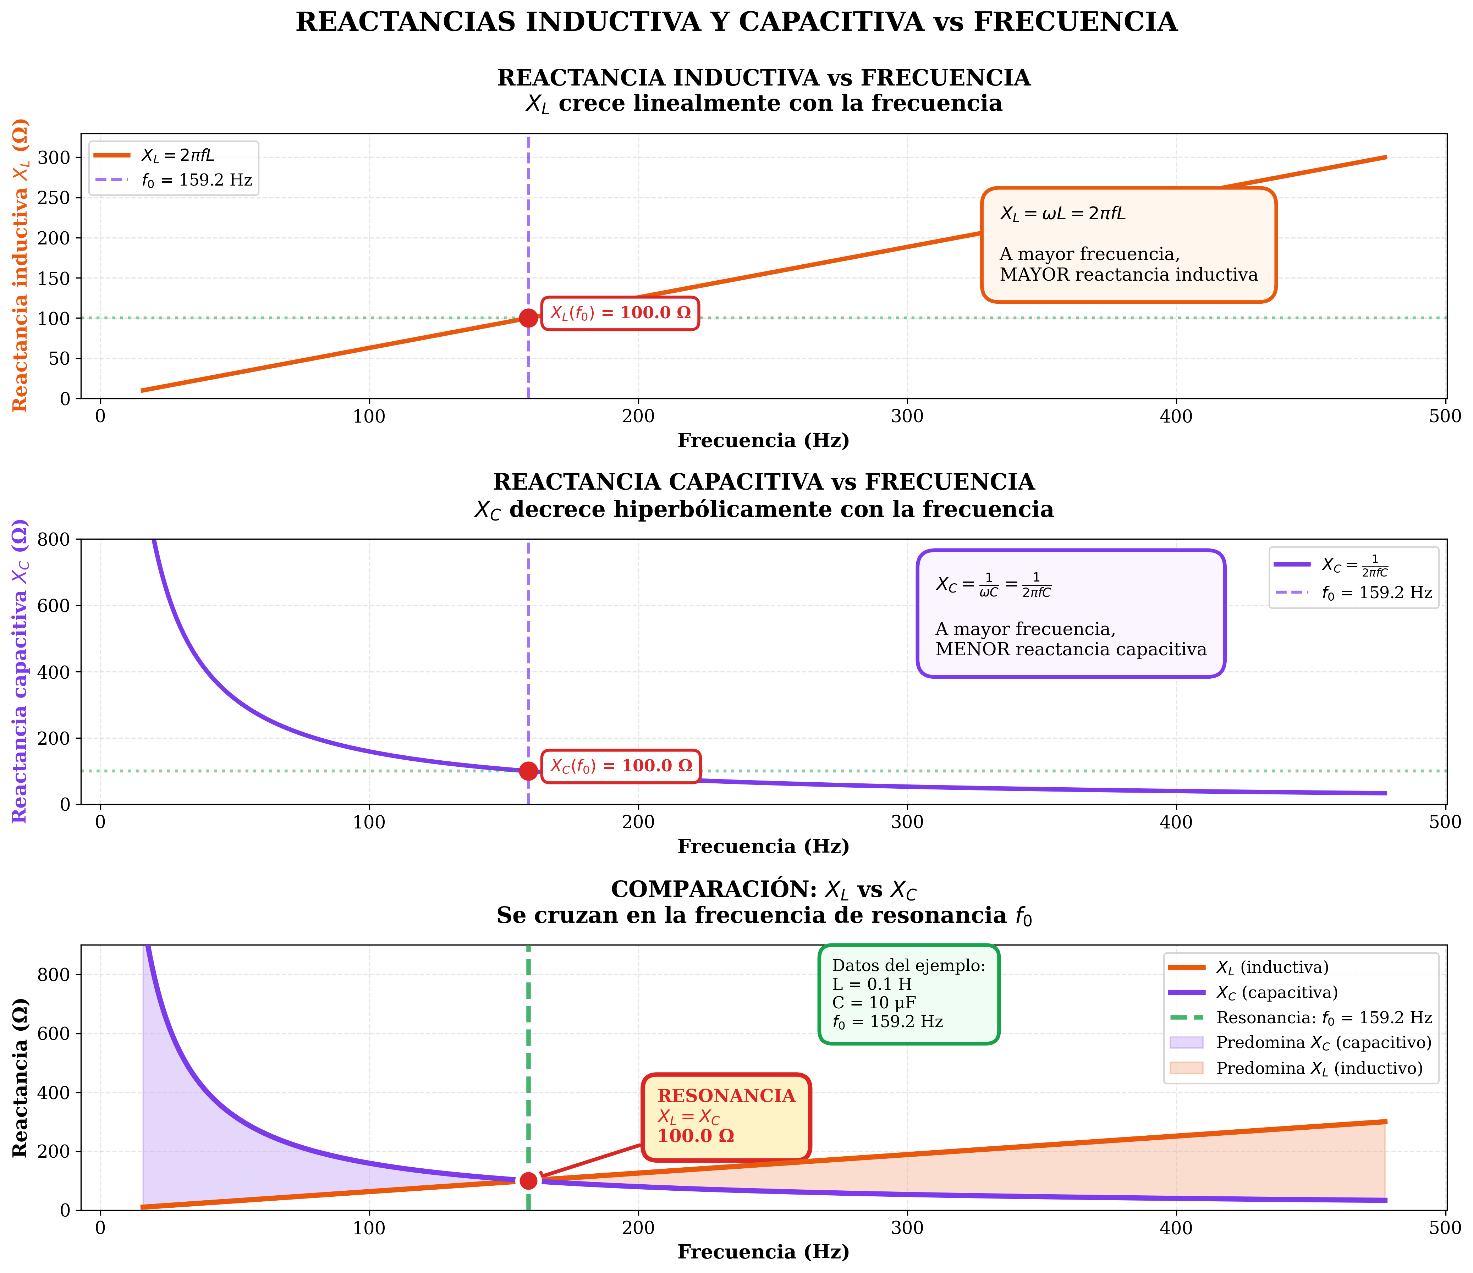 REACTANCIAS INDUCTIVA Y CAPACITIVA vs FRECUENCIA
REACTANCIA INDUCTIVA vs FRECUENCIA
X_L crece linealmente con la frecuencia
Reactancia inductiva X_L (Ω)
300
250
200
150
100
50
0
X_L = 2πfL
f_0 = 159.2 Hz
X_L = ωL = 2πfL
A mayor frecuencia,
MAYOR reactancia inductiva
X_L(f_0) = 100.0 Ω
0 100 200 300 400 500
Frecuencia (Hz)
REACTANCIA CAPACITIVA vs FRECUENCIA
X_C decrece hiperbólicamente con la frecuencia
Reactancia capacitiva X_C (Ω)
800
600
400
200
0
X_C = 1/ωC = 1/2πfC
A mayor frecuencia,
MENOR reactancia capacitiva
X_C = 1/2πfC
f_0 = 159.2 Hz
X_C(f_0) = 100.0 Ω
0 100 200 300 400 500
Frecuencia (Hz)
COMPARACIÓN: X_L vs X_C
Se cruzan en la frecuencia de resonancia f_0
Reactancia (Ω)
800
600
400
200
0
Datos del ejemplo:
L = 0.1 H
C = 10 µF
f_0 = 159.2 Hz
X_L (inductiva)
X_C (capacitiva)
Resonancia: f_0 = 159.2 Hz
Predomina X_C (capacitivo)
Predomina X_L (inductivo)
RESONANCIA
X_L = X_C
100.0 Ω
0 100 200 300 400 500
Frecuencia (Hz)